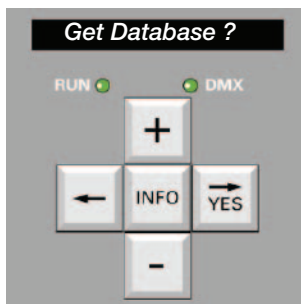 Get Database ?
RUN DMX
+
← INFO → YES
-